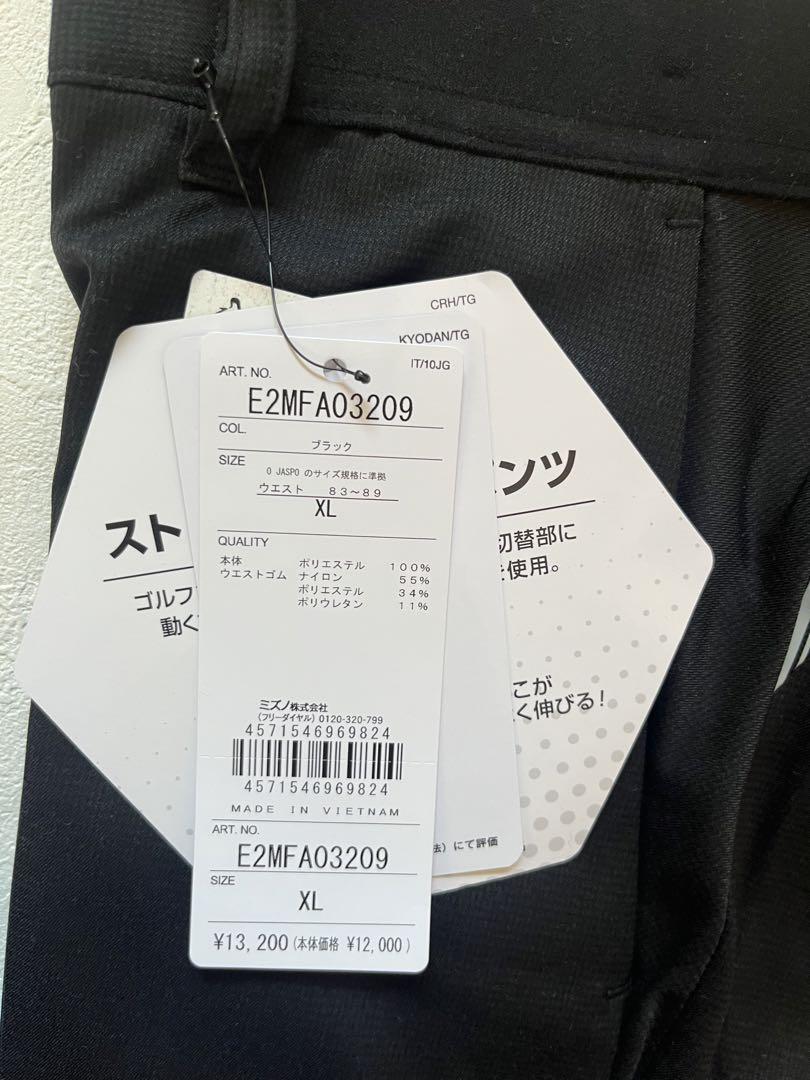 CRH/TG
KYODAN/TG
IT/10JG
ART. NO.
E2MFA03209
COL.
ブラック
SIZE
0 JASPO のサイズ規格に準拠
ウエスト 83～89
XL
QUALITY
本体 ポリエステル 100%
ウエストゴム ナイロン 55%
ポリエステル 34%
ポリウレタン 11%
ミズノ株式会社
(フリーダイヤル) 0120-320-799
4571546969824
4571546969824
MADE IN VIETNAM
ART. NO.
E2MFA03209
SIZE
XL
¥13,200 (本体価格 ¥12,000)
スト
ンツ
ゴルフ
動く
切替部に
使用。
こが
く伸びる!
法）にて評価